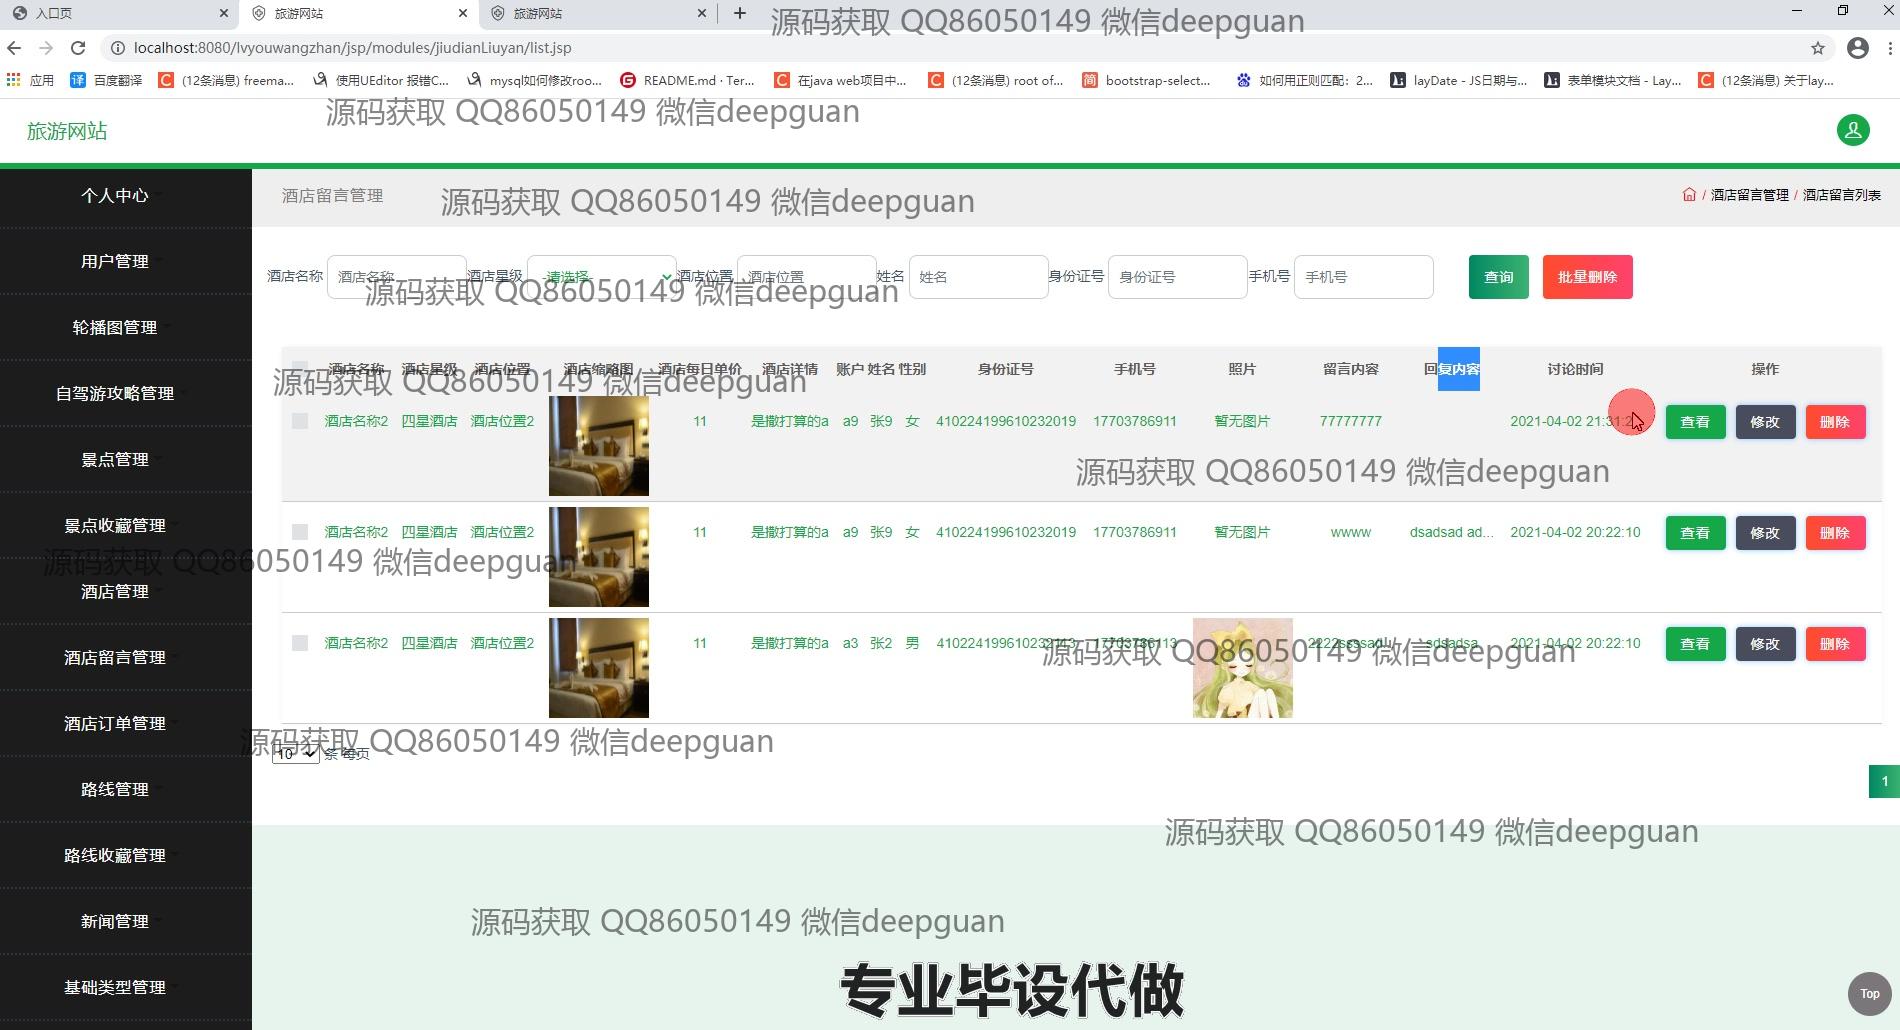 入口页
旅游网站
旅游网站
源码获取 QQ86050149 微信deepguan
localhost:8080/lvyouwangzhan/jsp/modules/jiudianLiuyan/list.jsp
应用 百度翻译 (12条消息) freema... 使用UEditor 报错C... mysql如何修改roo... README.md · Ter... 在java web项目中... (12条消息) root of... bootstrap-select... 如何用正则匹配：2... layDate - JS日期与... 表单模块文档 - Lay... (12条消息) 关于lay...
源码获取 QQ86050149 微信deepguan
旅游网站
个人中心
用户管理
轮播图管理
自驾游攻略管理
景点管理
景点收藏管理
酒店管理
酒店留言管理
酒店订单管理
路线管理
路线收藏管理
新闻管理
基础类型管理
酒店留言管理
源码获取 QQ86050149 微信deepguan
/ 酒店留言管理 / 酒店留言列表
酒店名称 酒店名称 酒店星级 -请选择- 酒店位置 酒店位置 姓名 姓名 身份证号 身份证号 手机号 手机号 查询 批量删除
源码获取 QQ86050149 微信deepguan
酒店名称 酒店星级 酒店位置 酒店缩略图 酒店每日单价 酒店详情 账户 姓名 性别 身份证号 手机号 照片 留言内容 回复内容 讨论时间 操作
源码获取 QQ86050149 微信deepguan
酒店名称2 四星酒店 酒店位置2 11 是撒打算的a a9 张9 女 410224199610232019 17703786911 暂无图片 77777777 2021-04-02 21:31:2 查看 修改 删除
源码获取 QQ86050149 微信deepguan
酒店名称2 四星酒店 酒店位置2 11 是撒打算的a a9 张9 女 410224199610232019 17703786911 暂无图片 wwww dsadsad ad... 2021-04-02 20:22:10 查看 修改 删除
源码获取 QQ86050149 微信deepguan
酒店名称2 四星酒店 酒店位置2 11 是撒打算的a a3 张2 男 410224199610232113 17703786113 2222ssssad sdsadsa 2021-04-02 20:22:10 查看 修改 删除
源码获取 QQ86050149 微信deepguan
源码获取 QQ86050149 微信deepguan
10 条 每页
1
源码获取 QQ86050149 微信deepguan
源码获取 QQ86050149 微信deepguan
专业毕设代做
Top